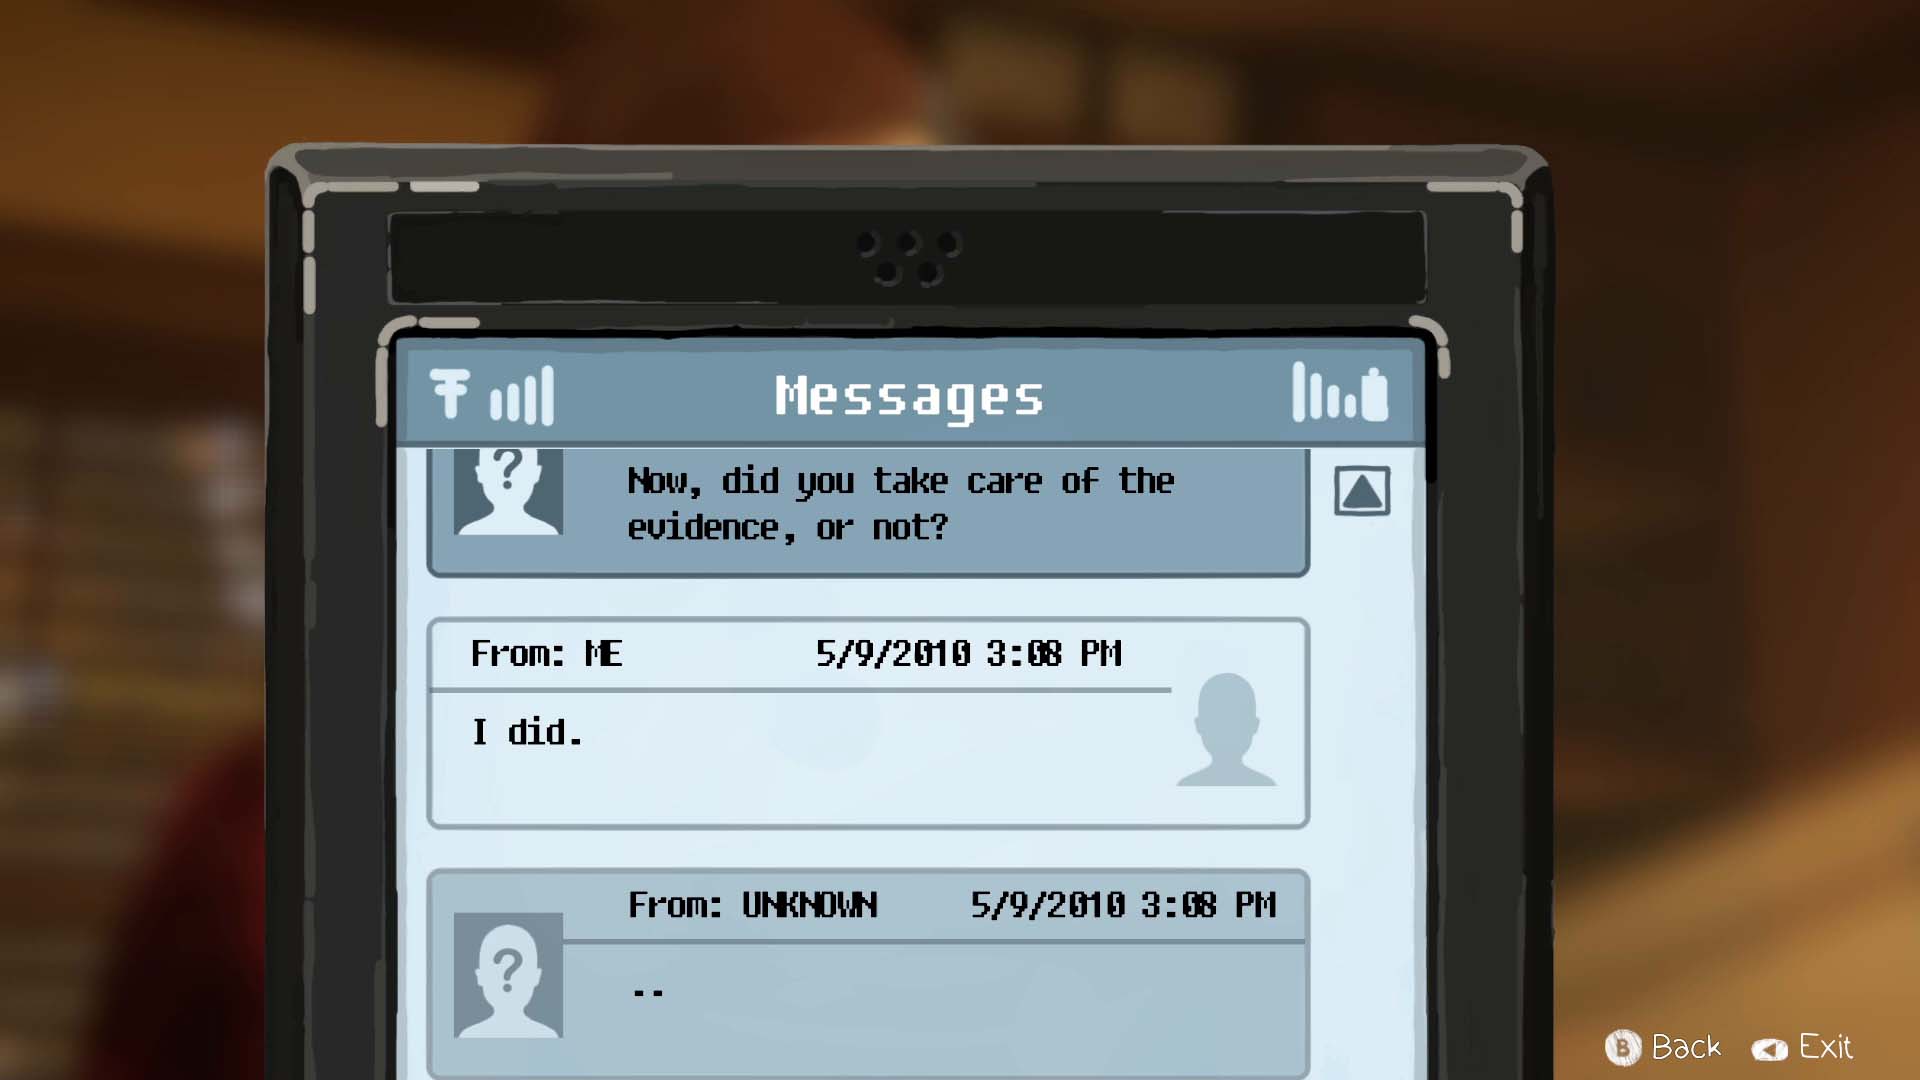 Messages
Now, did you take care of the
evidence, or not?
From: ME 5/9/2010 3:08 PM
I did.
From: UNKNOWN 5/9/2010 3:08 PM
--
B Back Exit